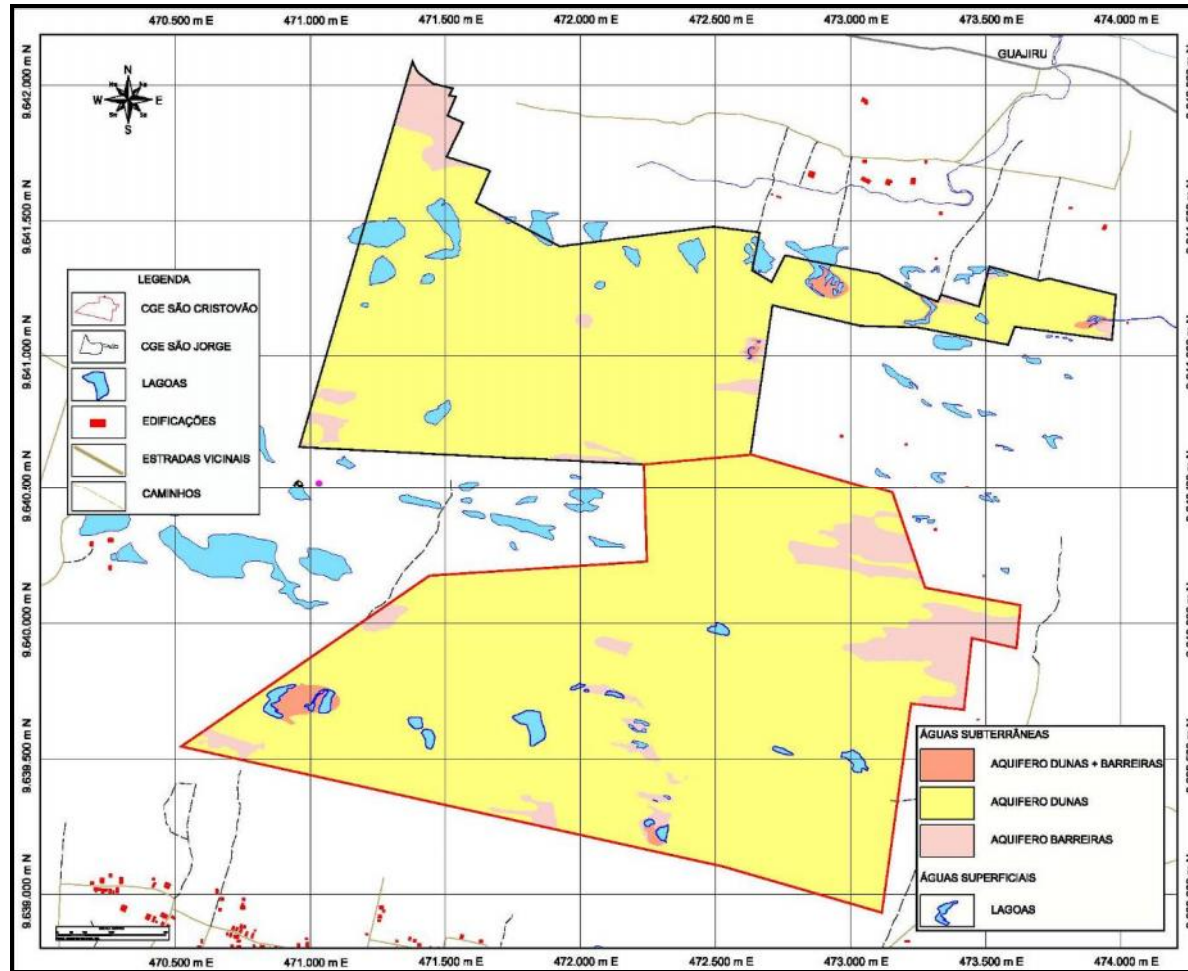 470.500 m E 471.000 m E 471.500 m E 472.000 m E 472.500 m E 473.000 m E 473.500 m E 474.000 m E
GUAJIRU
N
W E
S
9.642.000 m N
9.641.500 m N
LEGENDA
CGE SÃO CRISTOVÃO
CGE SÃO JORGE
LAGOAS
EDIFICAÇÕES
ESTRADAS VICINAIS
CAMINHOS
9.641.000 m N
9.640.500 m N
9.640.000 m N
9.639.500 m N
9.639.000 m N
ÁGUAS SUBTERRÂNEAS
AQUIFERO DUNAS + BARREIRAS
AQUIFERO DUNAS
AQUIFERO BARREIRAS
ÁGUAS SUPERFICIAIS
LAGOAS
470.500 m E 471.000 m E 471.500 m E 472.000 m E 472.500 m E 473.000 m E 473.500 m E 474.000 m E